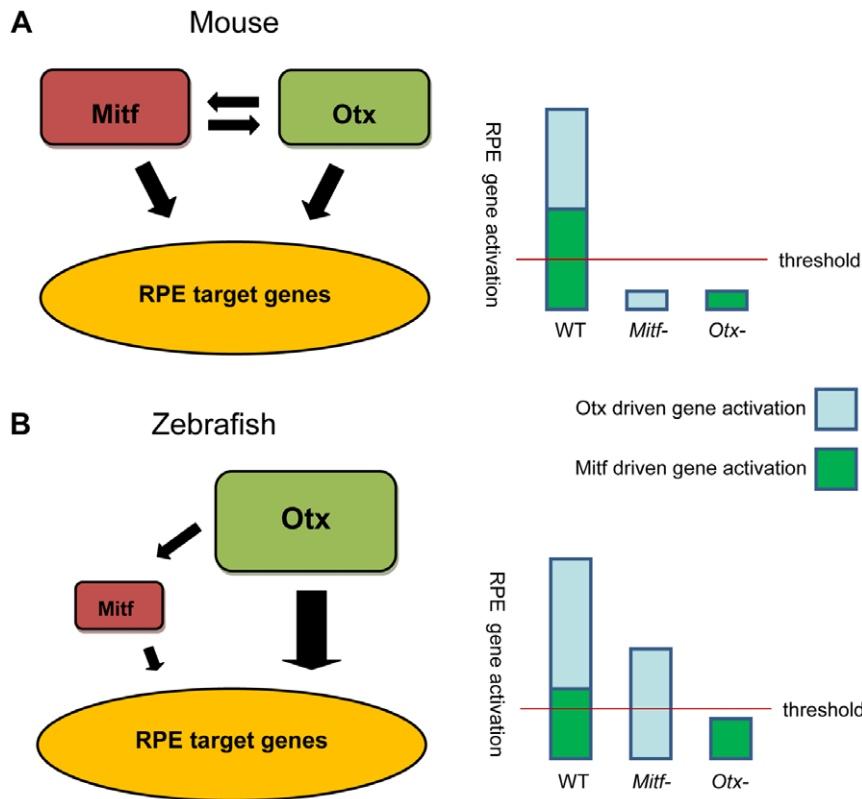 A
Mouse
Mitf
Otx
RPE target genes
RPE gene activation
threshold
WT
Mitf-
Otx-
Otx driven gene activation
Mitf driven gene activation
B
Zebrafish
Otx
Mitf
RPE target genes
RPE gene activation
threshold
WT
Mitf-
Otx-